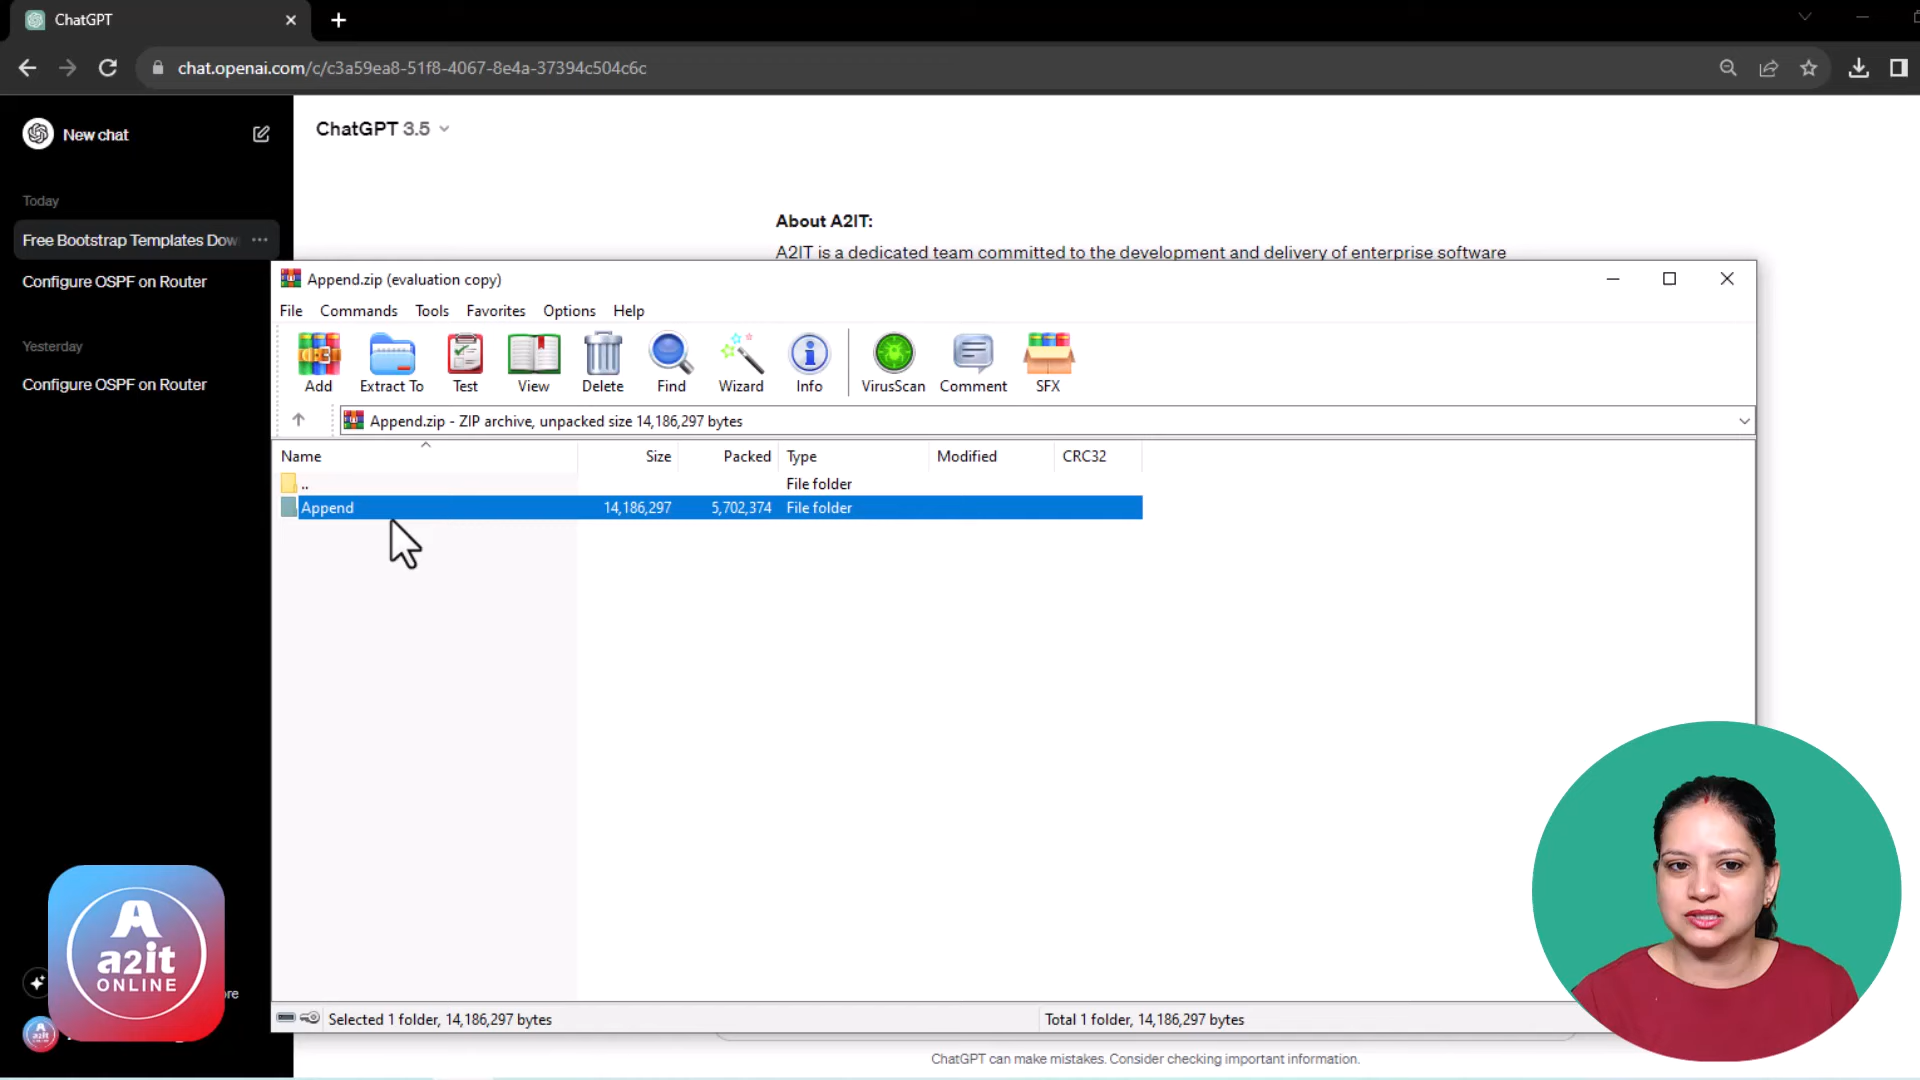 ChatGPT
chat.openai.com/c/c3a59ea8-51f8-4067-8e4a-37394c504c6c
New chat
Today
Free Bootstrap Templates Dow
Configure OSPF on Router
Yesterday
Configure OSPF on Router
ChatGPT 3.5
About A2IT:
A2IT is a dedicated team committed to the development and delivery of enterprise software
Append.zip (evaluation copy)
File Commands Tools Favorites Options Help
Add Extract To Test View Delete Find Wizard Info VirusScan Comment SFX
Append.zip - ZIP archive, unpacked size 14,186,297 bytes
Name Size Packed Type Modified CRC32
.. File folder
Append 14,186,297 5,702,374 File folder
Selected 1 folder, 14,186,297 bytes
Total 1 folder, 14,186,297 bytes
A
a2it
ONLINE
ChatGPT can make mistakes. Consider checking important information.